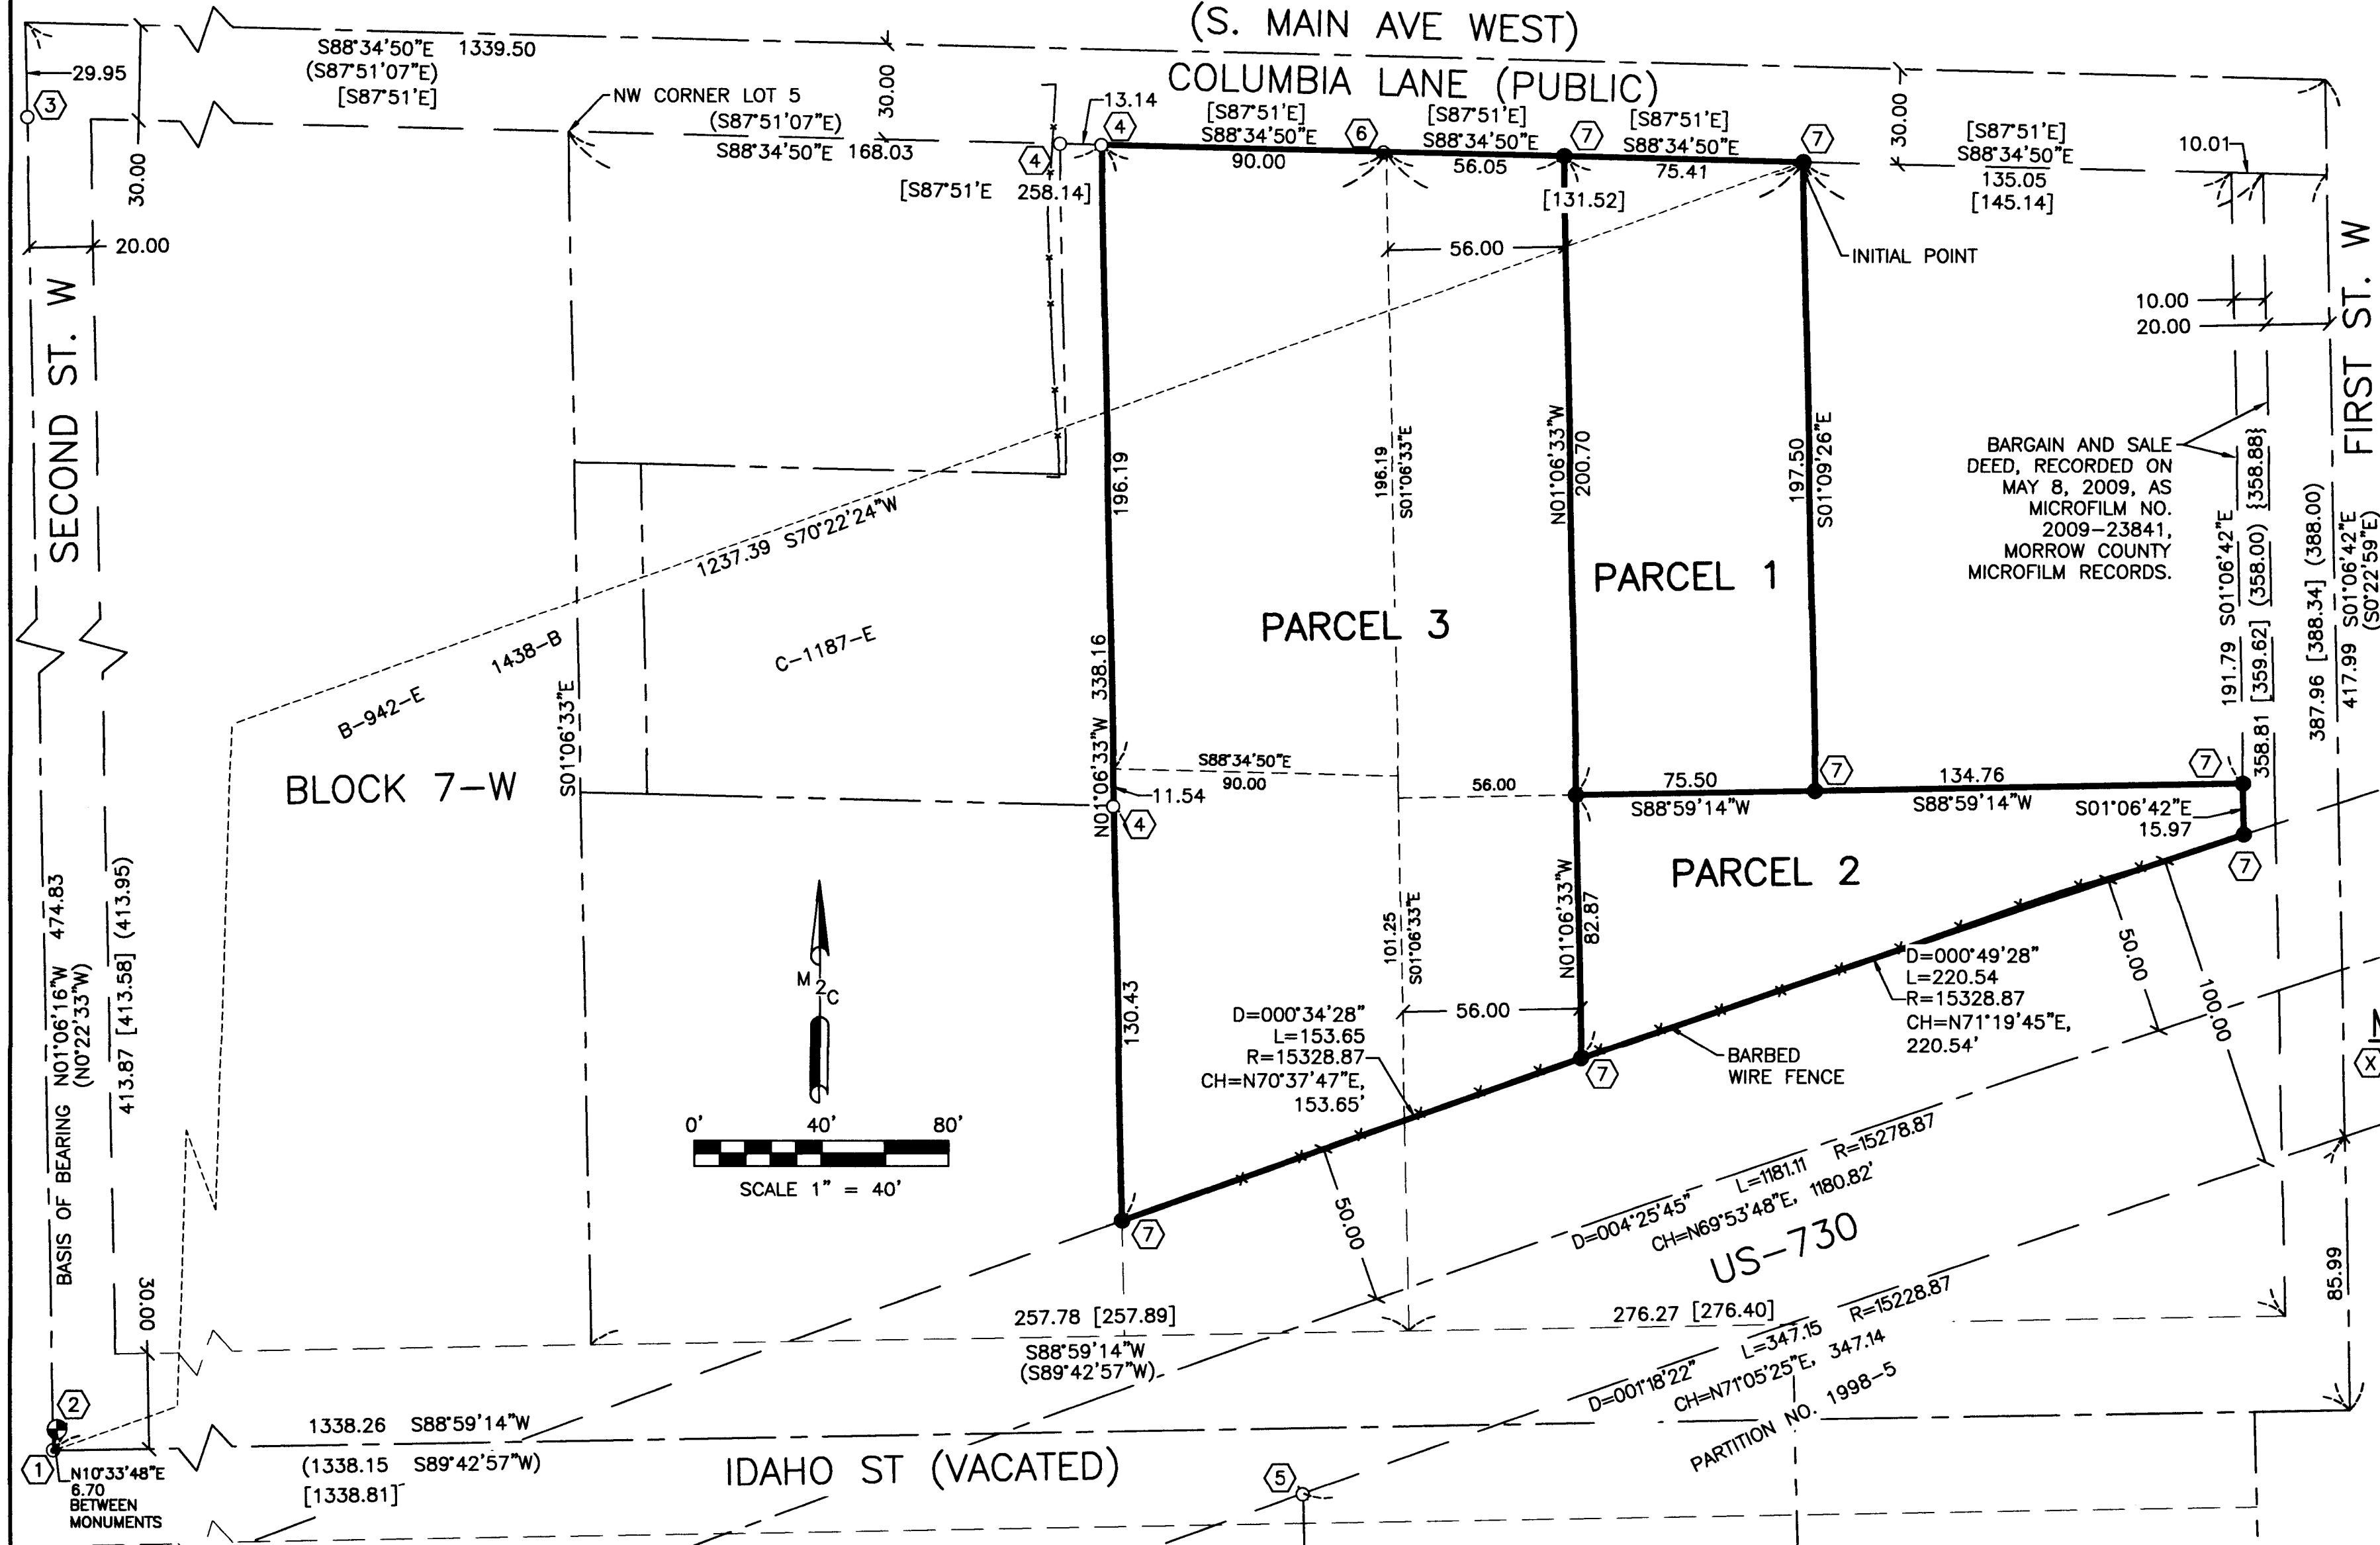 (S. MAIN AVE WEST)
COLUMBIA LANE (PUBLIC)
S88°34'50"E 1339.50
(S87°51'07"E)
[S87°51'E]
29.95
3
30.00
20.00
NW CORNER LOT 5
(S87°51'07"E)
S88°34'50"E 168.03
[S87°51'E 258.14]
30.00
13.14
4
4
[S87°51'E]
S88°34'50"E
90.00
6
[S87°51'E]
S88°34'50"E
56.05
7
[131.52]
[S87°51'E]
S88°34'50"E
75.41
7
30.00
[S87°51'E]
S88°34'50"E
135.05
[145.14]
10.01
INITIAL POINT
56.00
10.00
20.00
SECOND ST. W
FIRST ST. W
BARGAIN AND SALE
DEED, RECORDED ON
MAY 8, 2009, AS
MICROFILM NO.
2009-23841,
MORROW COUNTY
MICROFILM RECORDS.
196.19
196.19
S01°06'33"E
N01°06'33"W
200.70
197.50
S01°09'26"E
1237.39 S70°22'24"W
1438-B
B-942-E
C-1187-E
PARCEL 1
PARCEL 3
PARCEL 2
BLOCK 7-W
S01°06'33"E
N01°06'33"W 338.16
191.79 S01°06'42"E
358.81 [359.62] (358.00) {358.88}
387.96 [388.34] (388.00)
417.99 S01°06'42"E
(S0°22'59"E)
S88°34'50"E
90.00
11.54
4
56.00
75.50
S88°59'14"W
7
134.76
S88°59'14"W
7
S01°06'42"E
15.97
7
BASIS OF BEARING N01°06'16"W 474.83
(N0°22'33"W)
413.87 [413.58] (413.95)
30.00
M2C
0' 40' 80'
SCALE 1" = 40'
130.43
101.25
S01°06'33"E
N01°06'33"W
82.87
56.00
D=000°34'28"
L=153.65
R=15328.87
CH=N70°37'47"E,
153.65'
D=000°49'28"
L=220.54
R=15328.87
CH=N71°19'45"E,
220.54'
BARBED
WIRE FENCE
7
7
50.00
50.00
100.00
X
D=004°25'45" L=1181.11 R=15278.87
CH=N69°53'48"E, 1180.82'
US-730
D=001°18'22" L=347.15 R=15228.87
CH=N71°05'25"E, 347.14
PARTITION NO. 1998-5
85.99
257.78 [257.89]
S88°59'14"W
(S89°42'57"W)
276.27 [276.40]
2
1
N10°33'48"E
6.70
BETWEEN
MONUMENTS
1338.26 S88°59'14"W
(1338.15 S89°42'57"W)
[1338.81]
IDAHO ST (VACATED)
5